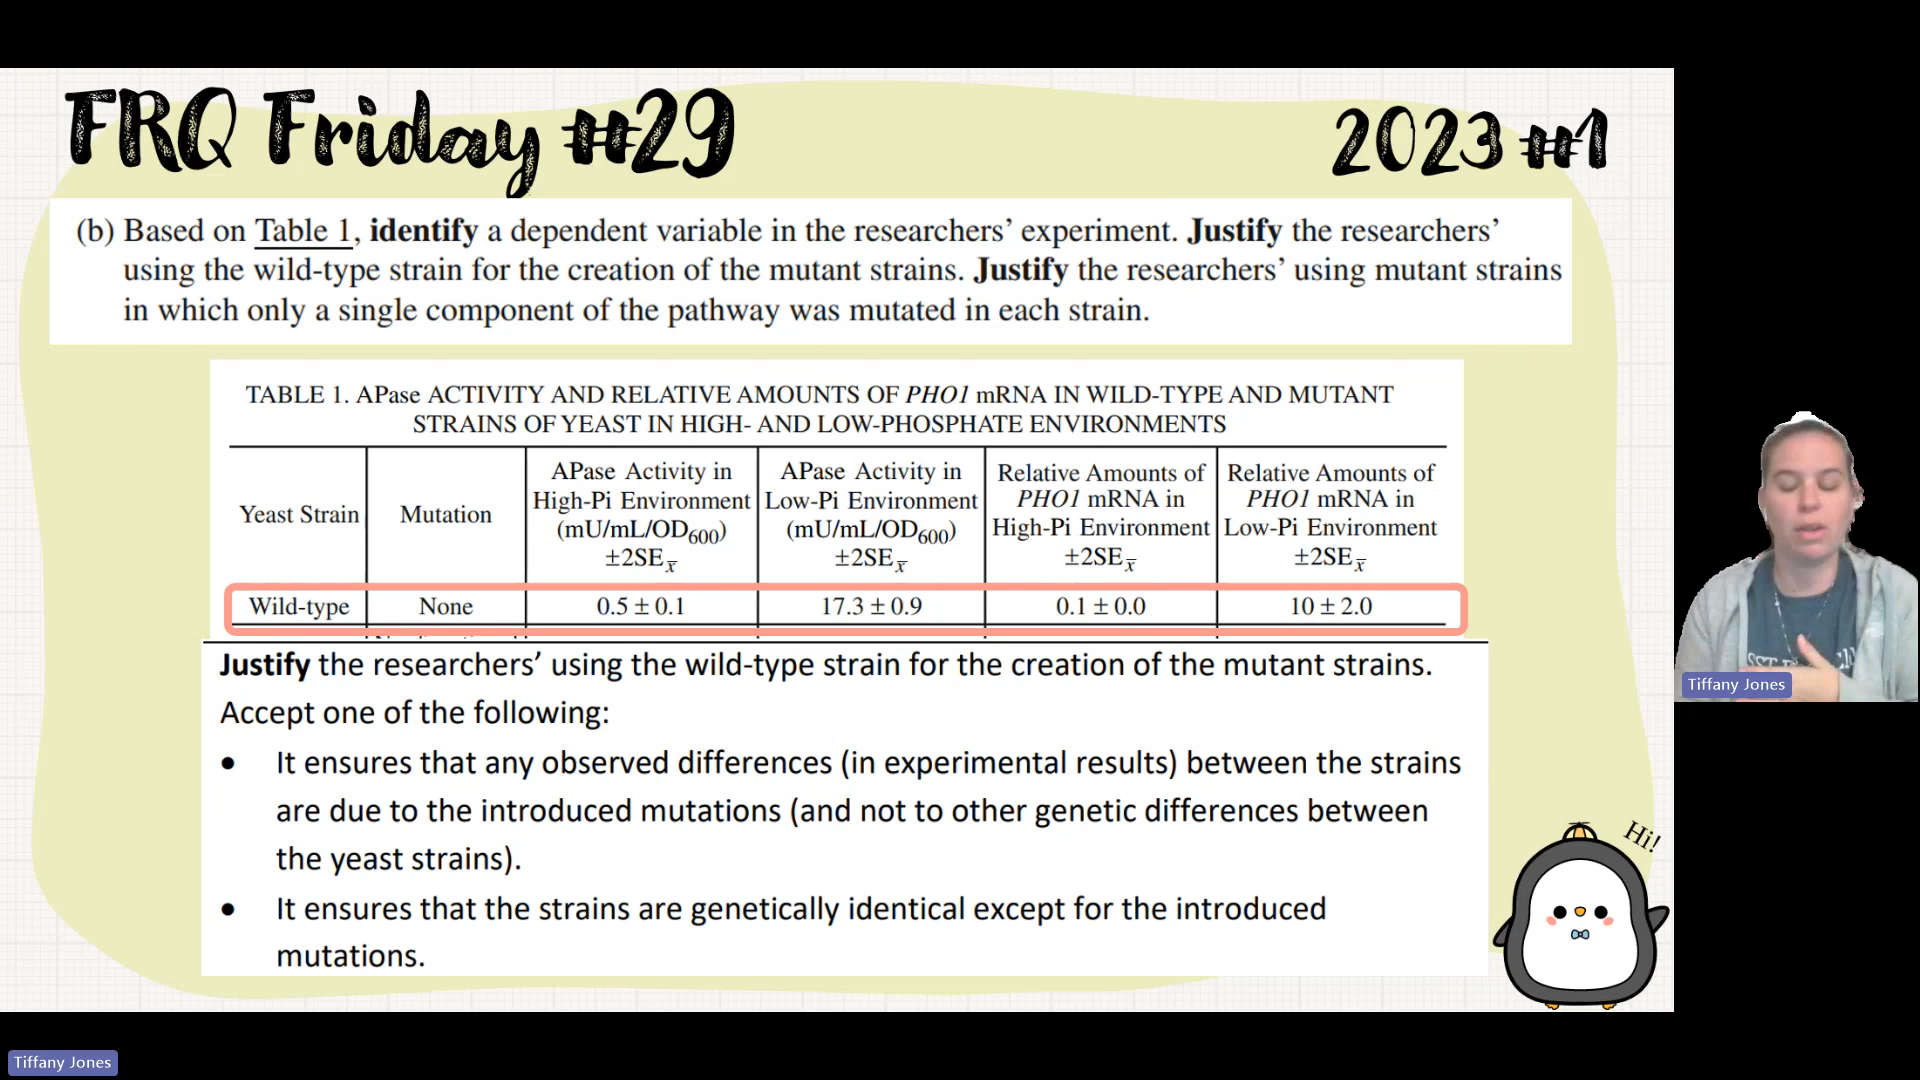 FRQ Friday #29
2023 #1
(b) Based on Table 1, identify a dependent variable in the researchers’ experiment. Justify the researchers’
using the wild-type strain for the creation of the mutant strains. Justify the researchers’ using mutant strains
in which only a single component of the pathway was mutated in each strain.
TABLE 1. APase ACTIVITY AND RELATIVE AMOUNTS OF PHO1 mRNA IN WILD-TYPE AND MUTANT
STRAINS OF YEAST IN HIGH- AND LOW-PHOSPHATE ENVIRONMENTS
Yeast Strain
Mutation
APase Activity in
High-Pi Environment
(mU/mL/OD600)
±2SEx̅
APase Activity in
Low-Pi Environment
(mU/mL/OD600)
±2SEx̅
Relative Amounts of
PHO1 mRNA in
High-Pi Environment
±2SEx̅
Relative Amounts of
PHO1 mRNA in
Low-Pi Environment
±2SEx̅
Wild-type None 0.5 ± 0.1 17.3 ± 0.9 0.1 ± 0.0 10 ± 2.0
Justify the researchers’ using the wild-type strain for the creation of the mutant strains.
Accept one of the following:
• It ensures that any observed differences (in experimental results) between the strains
are due to the introduced mutations (and not to other genetic differences between
the yeast strains).
• It ensures that the strains are genetically identical except for the introduced
mutations.
Hi!
Tiffany Jones
Tiffany Jones